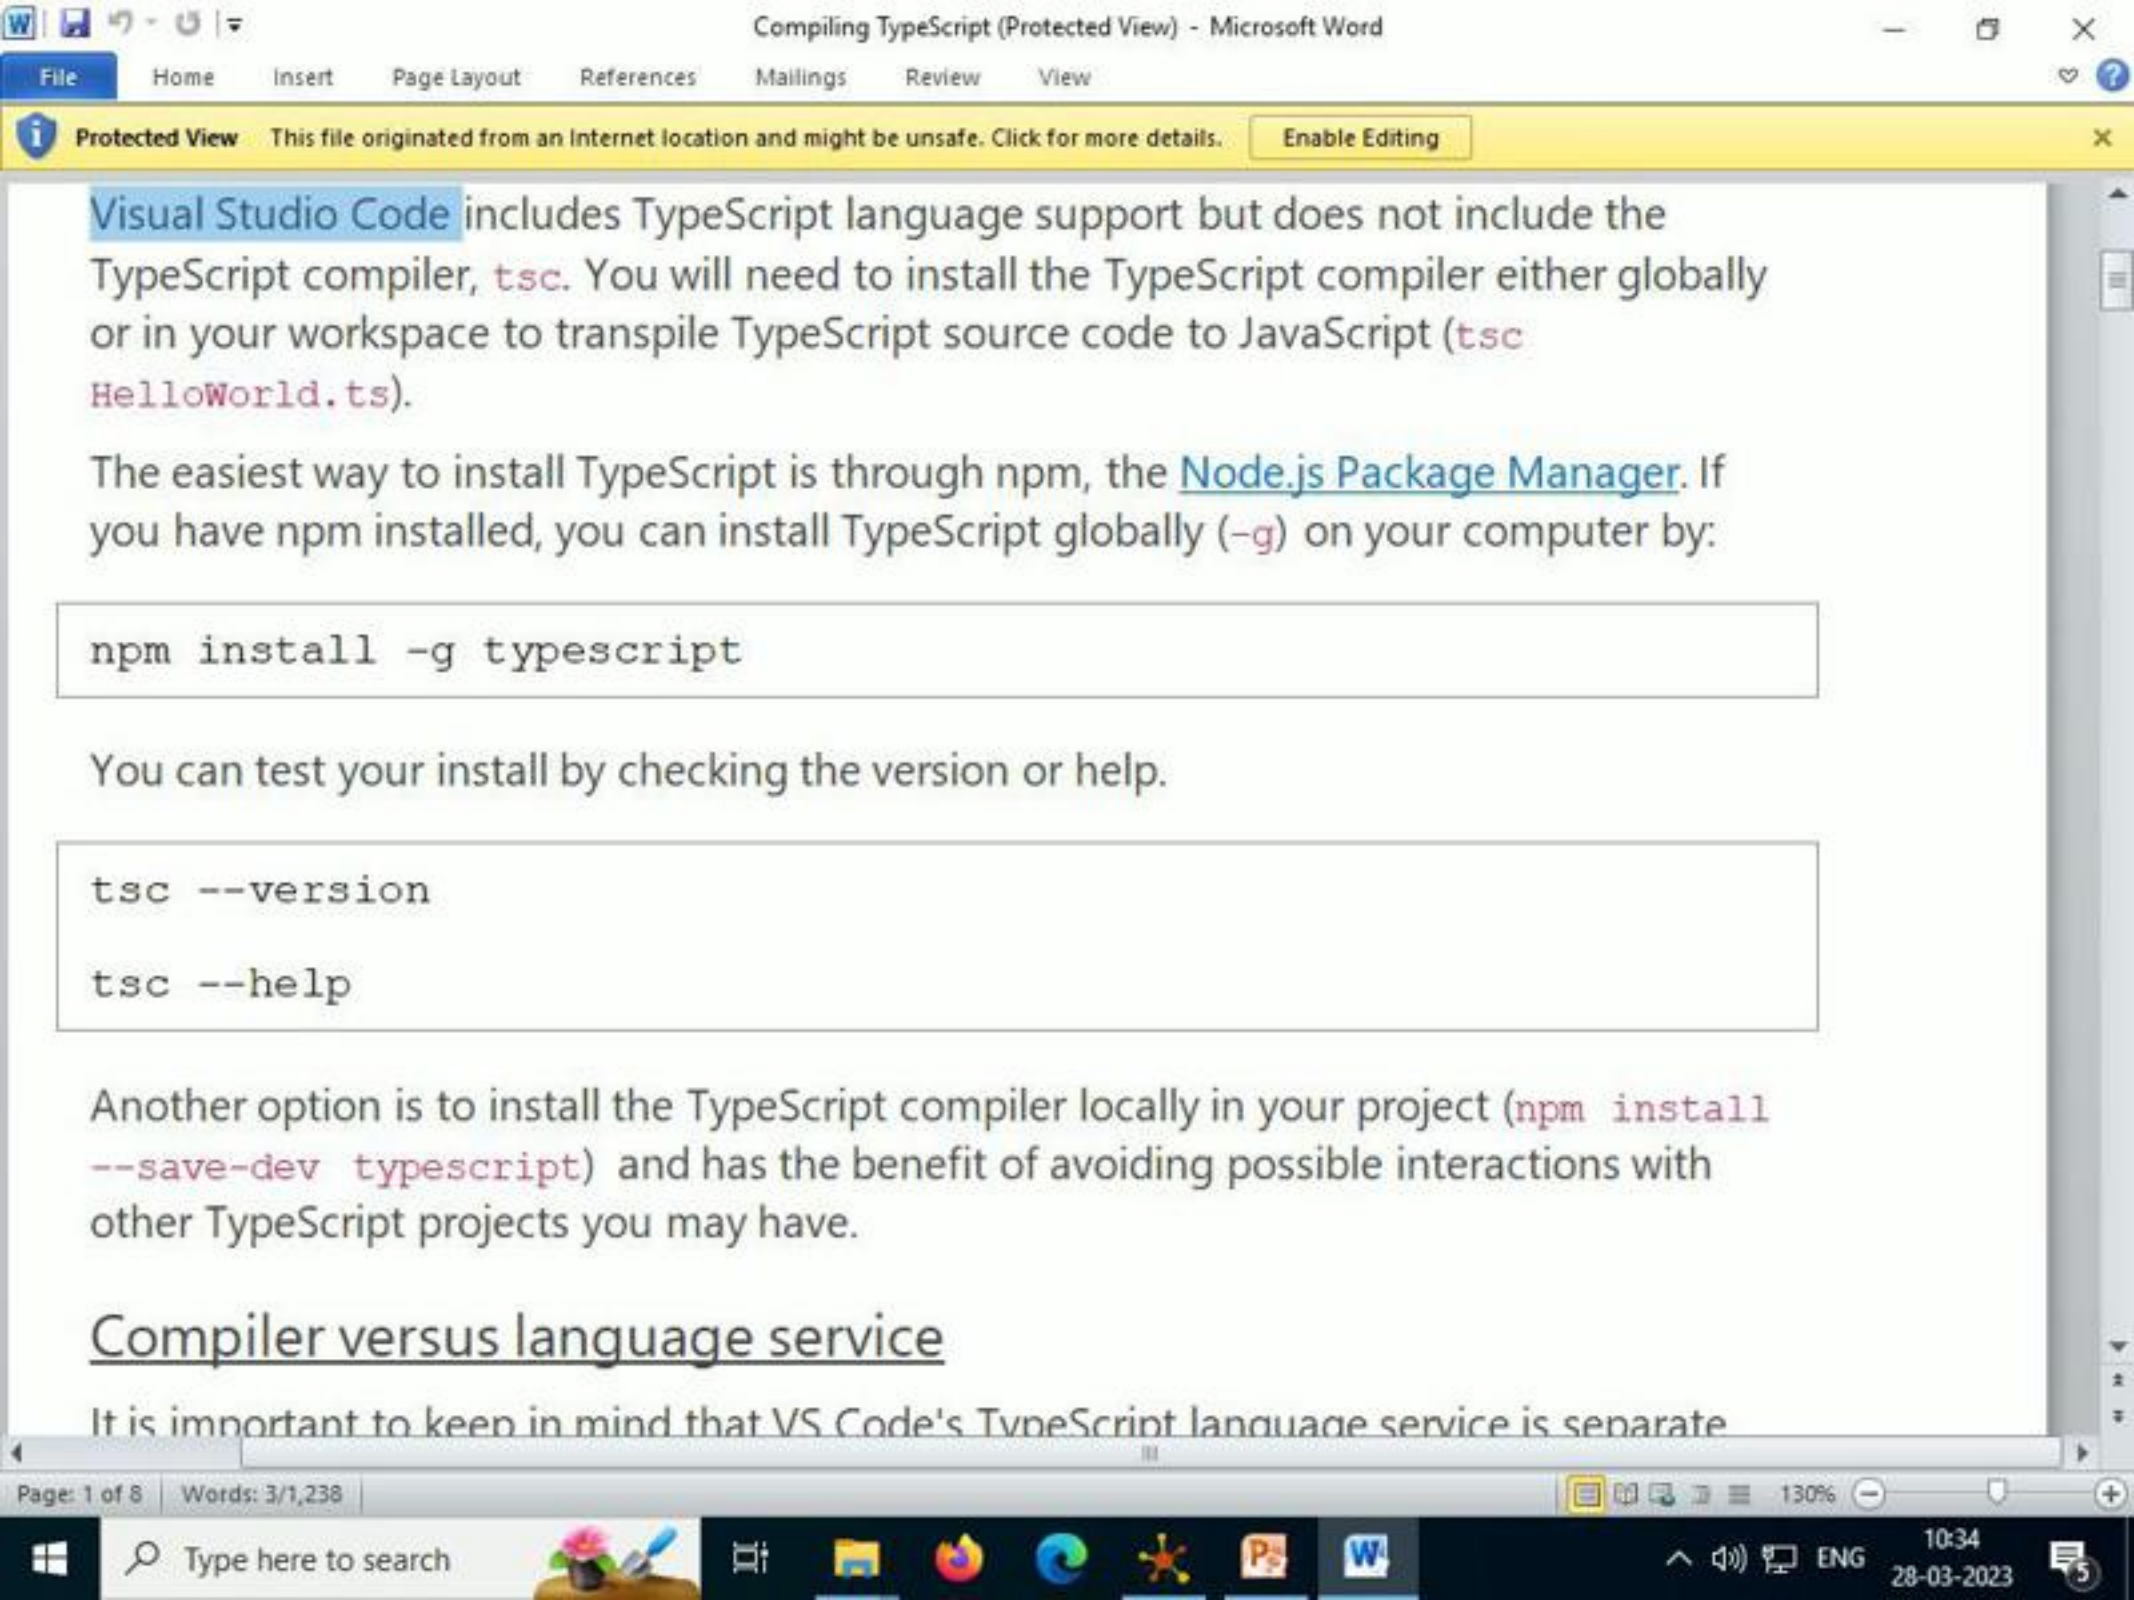 Compiling TypeScript (Protected View) - Microsoft Word
File Home Insert Page Layout References Mailings Review View
Protected View This file originated from an Internet location and might be unsafe. Click for more details. Enable Editing
Visual Studio Code includes TypeScript language support but does not include the
TypeScript compiler, tsc. You will need to install the TypeScript compiler either globally
or in your workspace to transpile TypeScript source code to JavaScript (tsc
HelloWorld.ts).
The easiest way to install TypeScript is through npm, the Node.js Package Manager. If
you have npm installed, you can install TypeScript globally (-g) on your computer by:
npm install -g typescript
You can test your install by checking the version or help.
tsc --version
tsc --help
Another option is to install the TypeScript compiler locally in your project (npm install
--save-dev typescript) and has the benefit of avoiding possible interactions with
other TypeScript projects you may have.
Compiler versus language service
It is important to keep in mind that VS Code's TypeScript language service is separate
Page: 1 of 8 Words: 3/1,238 130%
Type here to search ENG 10:34
28-03-2023 5